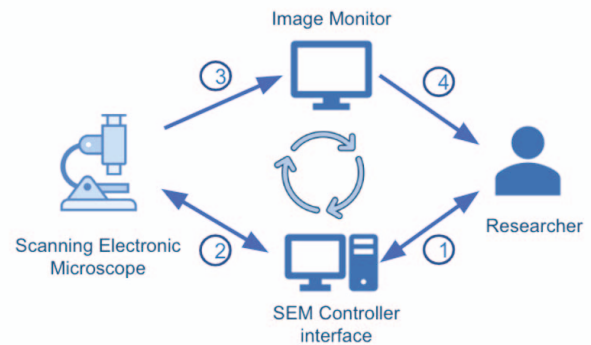 Image Monitor
3
4
Researcher
Scanning Electronic
Microscope
2
1
SEM Controller
interface